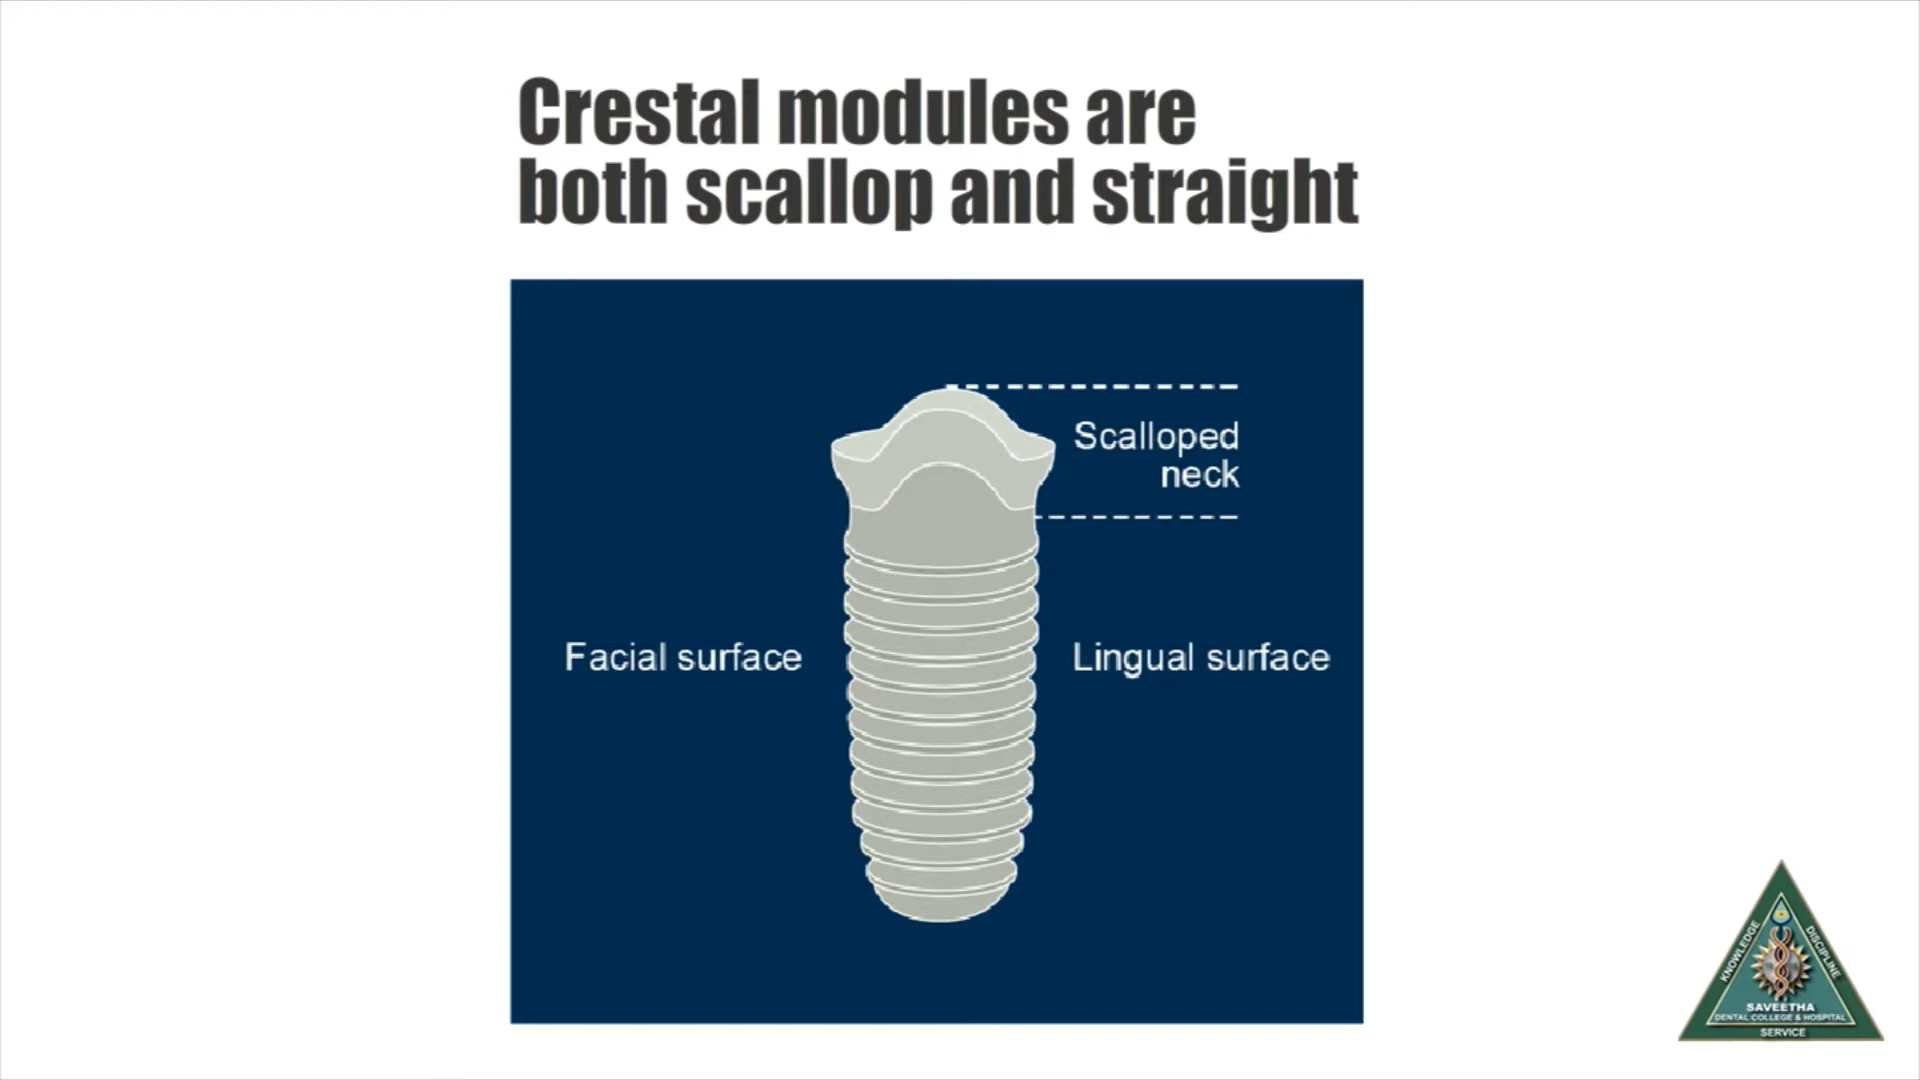 Crestal modules are
both scallop and straight
Scalloped
neck
Facial surface
Lingual surface
KNOWLEDGE
DISCIPLINE
SAVEETHA
DENTAL COLLEGE & HOSPITAL
SERVICE